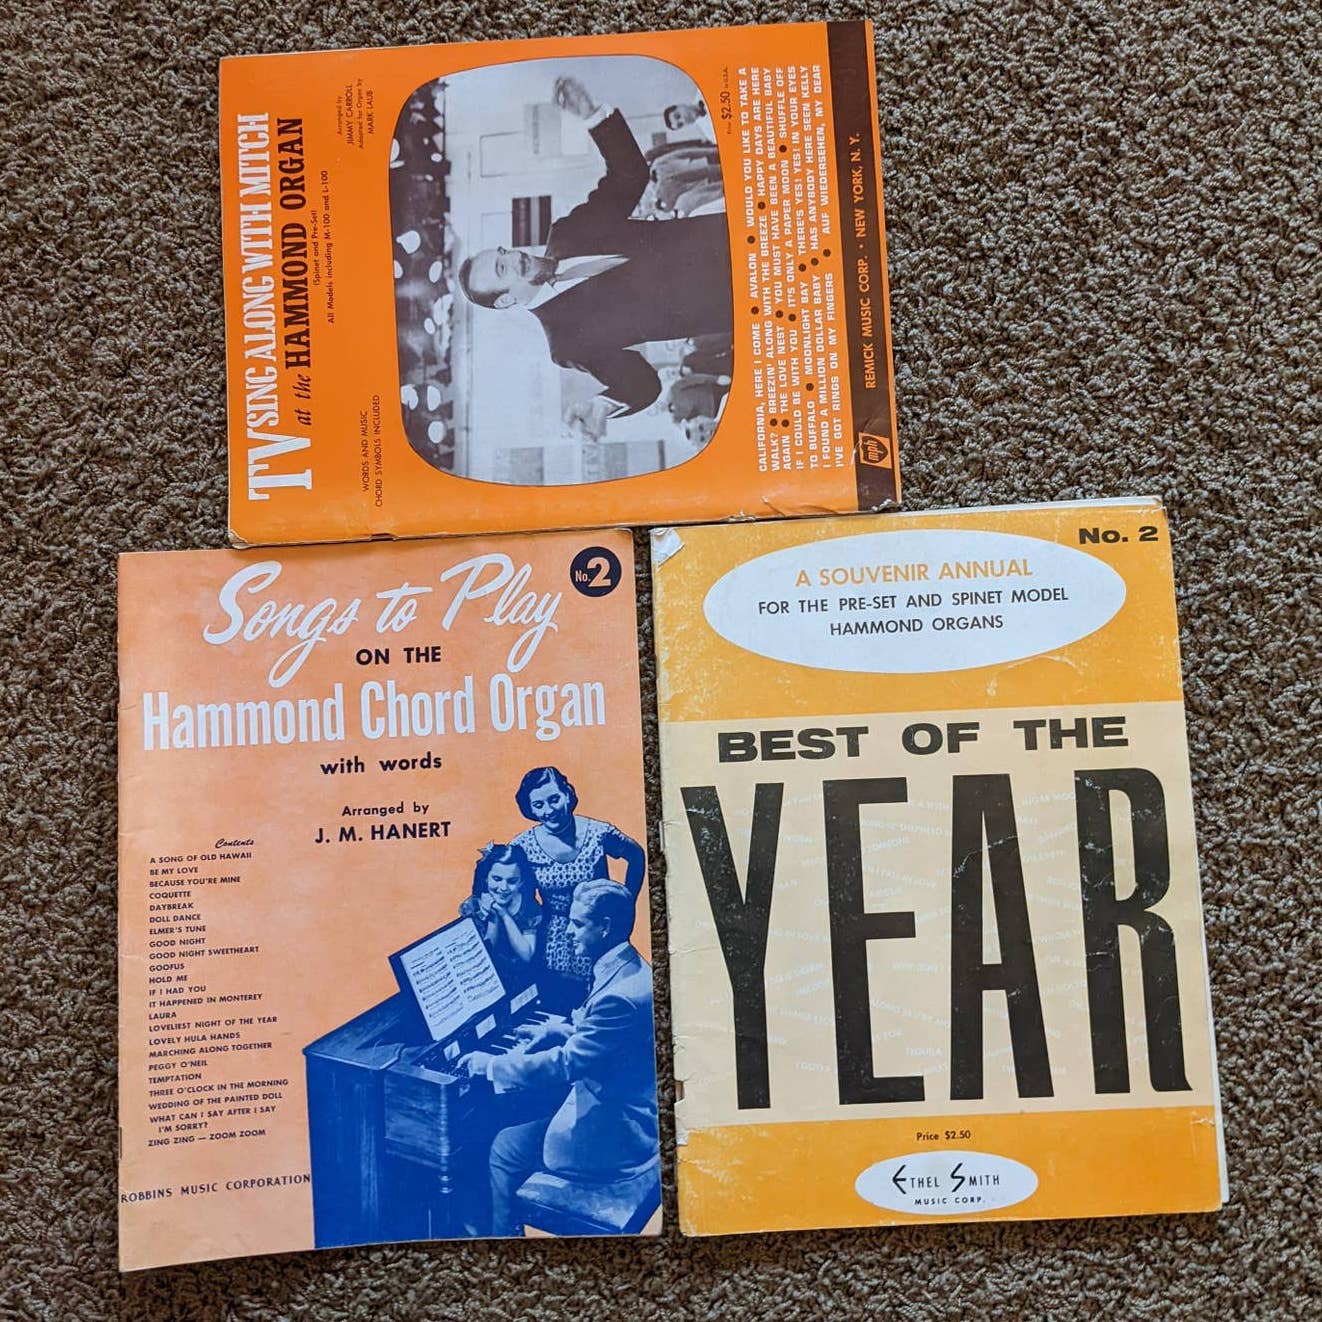 TV SING ALONG WITH MITCH
at the HAMMOND ORGAN
(Spinet and Pre-Set)
All Models including M-100 and L-100
Arranged by
JIMMY CARROLL
Adapted for Organ by
MARK LAUB
WORDS AND MUSIC
CHORD SYMBOLS INCLUDED
Price $2.50 in U.S.A.
CALIFORNIA, HERE I COME • AVALON • WOULD YOU LIKE TO TAKE A
WALK? • BREEZIN' ALONG WITH THE BREEZE • HAPPY DAYS ARE HERE
AGAIN • THE LOVE NEST • YOU MUST HAVE BEEN A BEAUTIFUL BABY
IF I COULD BE WITH YOU • IT'S ONLY A PAPER MOON • SHUFFLE OFF
TO BUFFALO • MOONLIGHT BAY • THERE'S YES! YES! IN YOUR EYES
I FOUND A MILLION DOLLAR BABY • HAS ANYBODY HERE SEEN KELLY
I'VE GOT RINGS ON MY FINGERS • AUF WIEDERSEHEN, MY DEAR
mph
REMICK MUSIC CORP. • NEW YORK, N. Y.
Songs to Play
No. 2
ON THE
Hammond Chord Organ
with words
Arranged by
J. M. HANERT
Contents
A SONG OF OLD HAWAII
BE MY LOVE
BECAUSE YOU'RE MINE
COQUETTE
DAYBREAK
DOLL DANCE
ELMER'S TUNE
GOOD NIGHT
GOOD NIGHT SWEETHEART
GOOFUS
HOLD ME
IF I HAD YOU
IT HAPPENED IN MONTEREY
LAURA
LOVELIEST NIGHT OF THE YEAR
LOVELY HULA HANDS
MARCHING ALONG TOGETHER
PEGGY O'NEIL
TEMPTATION
THREE O'CLOCK IN THE MORNING
WEDDING OF THE PAINTED DOLL
WHAT CAN I SAY AFTER I SAY
I'M SORRY?
ZING ZING — ZOOM ZOOM
ROBBINS MUSIC CORPORATION
No. 2
A SOUVENIR ANNUAL
FOR THE PRE-SET AND SPINET MODEL
HAMMOND ORGANS
BEST OF THE
YEAR
Price $2.50
ETHEL SMITH
MUSIC CORP.